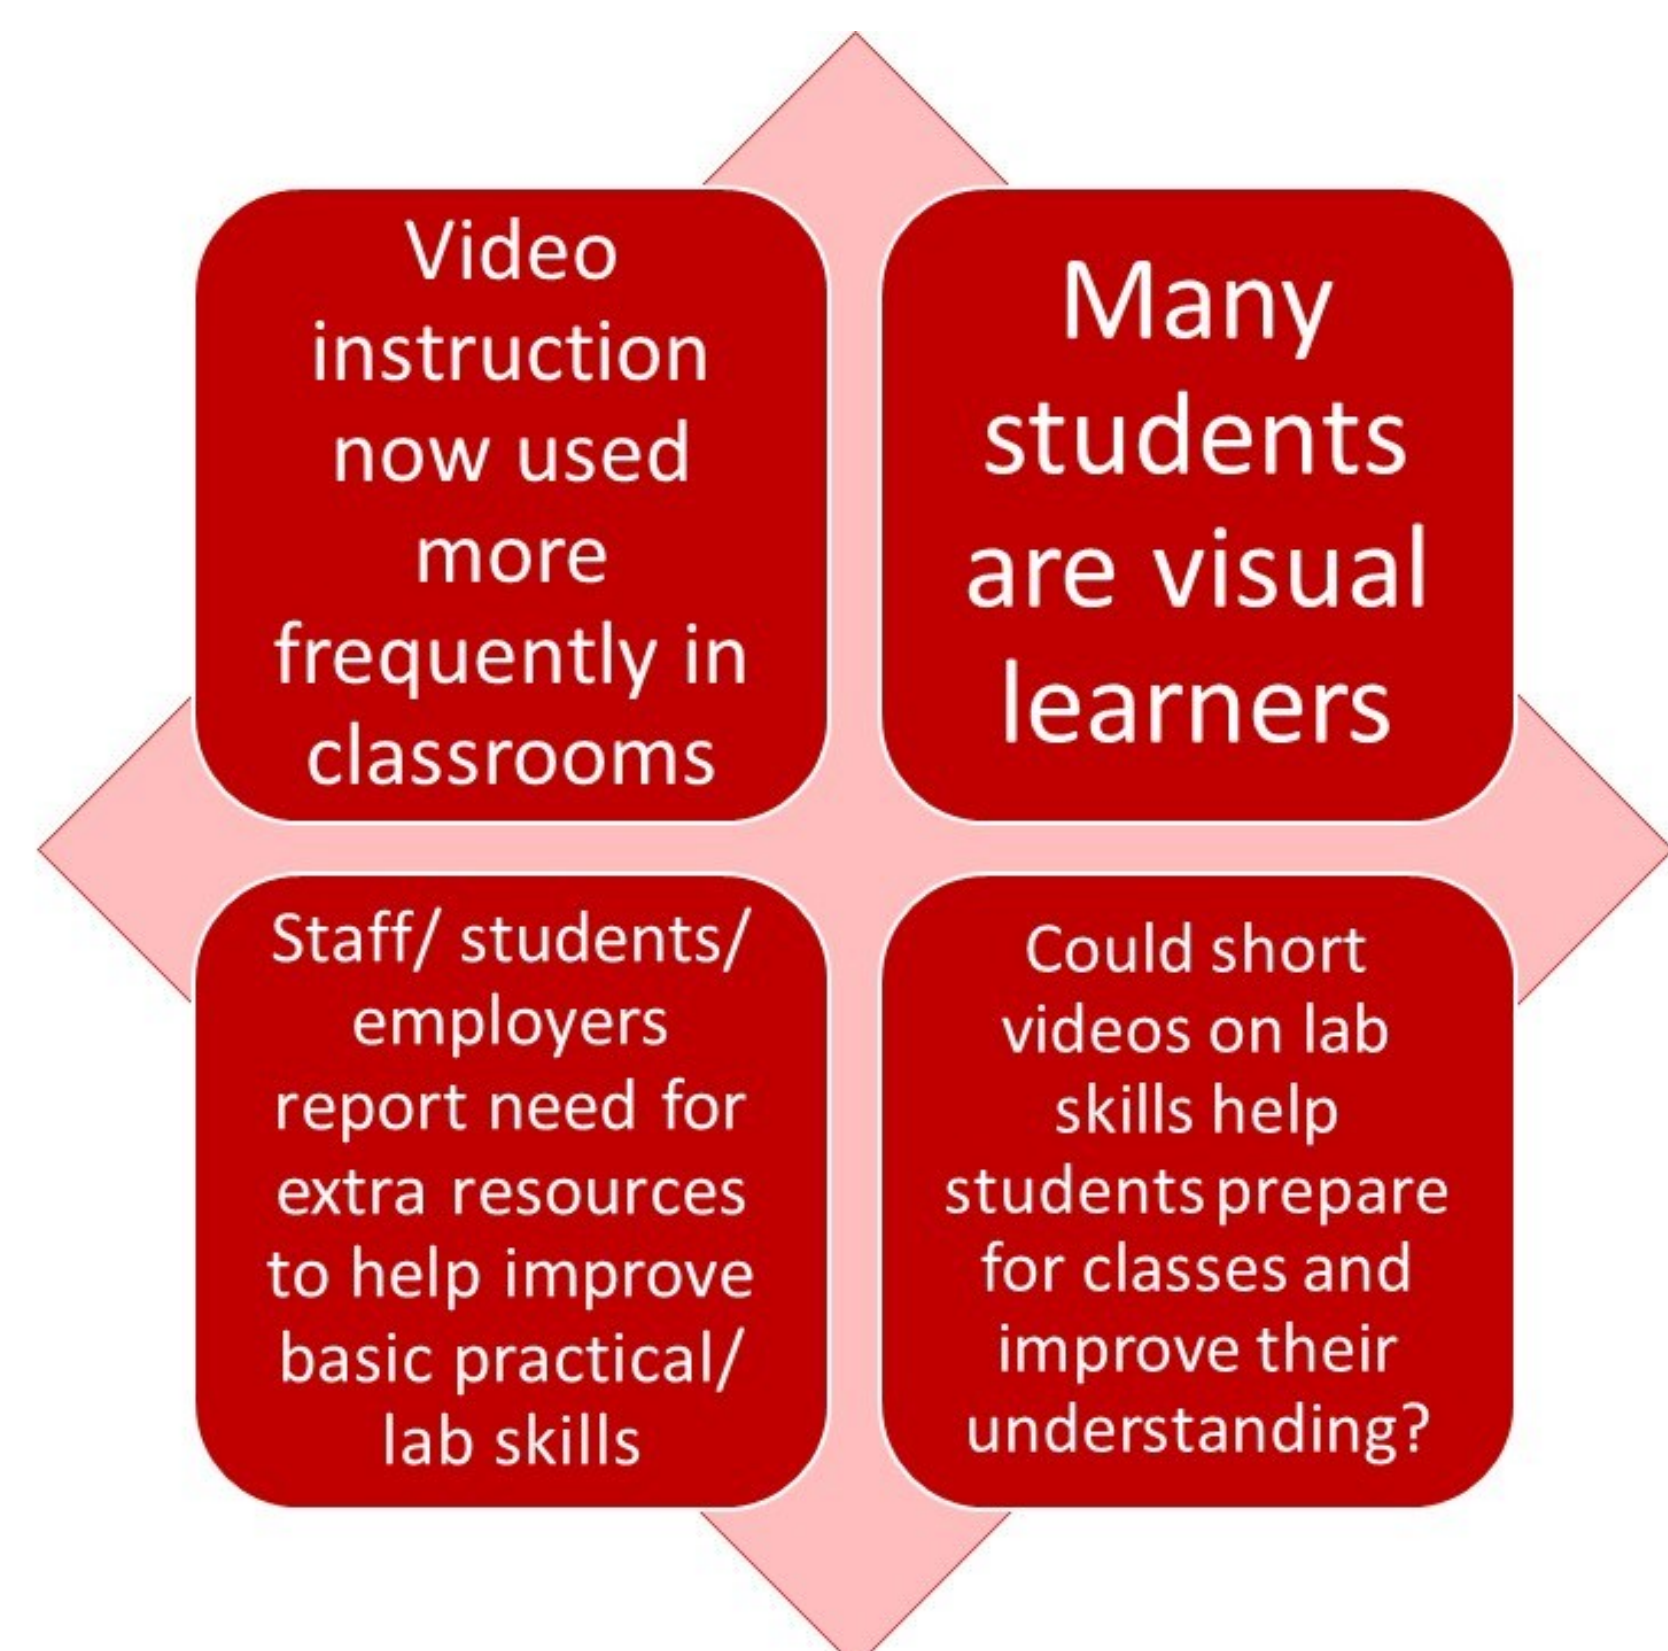 Video
instruction
now used
more
frequently in
classrooms
Many
students
are visual
learners
Staff/ students/
employers
report need for
extra resources
to help improve
basic practical/
lab skills
Could short
videos on lab
skills help
students prepare
for classes and
improve their
understanding?